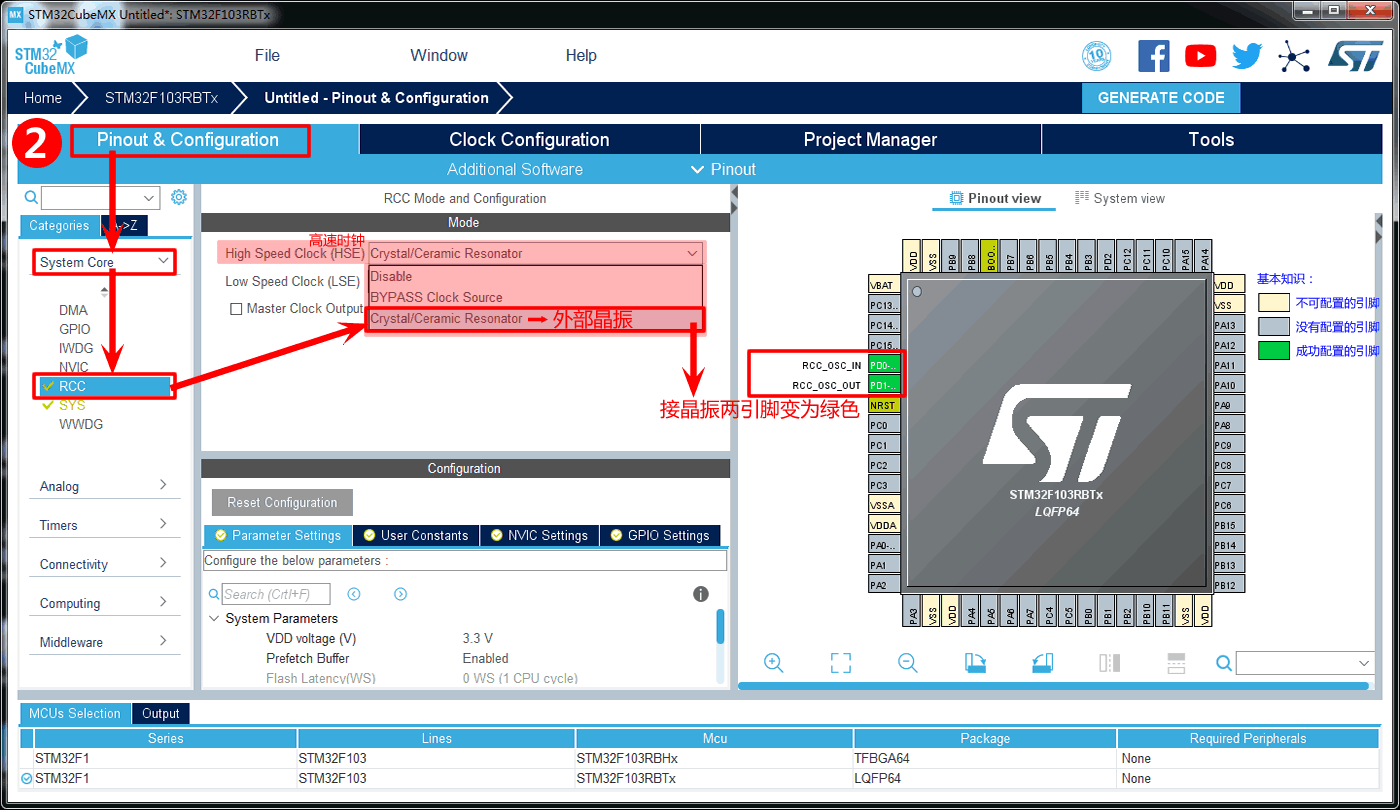 MX STM32CubeMX Untitled*: STM32F103RBTx
STM32
CubeMX
File
Window
Help
10
Home
STM32F103RBTx
Untitled - Pinout & Configuration
GENERATE CODE
2
Pinout & Configuration
Clock Configuration
Project Manager
Tools
Additional Software
Pinout
Categories
A->Z
System Core
DMA
GPIO
IWDG
NVIC
RCC
SYS
WWDG
Analog
Timers
Connectivity
Computing
Middleware
RCC Mode and Configuration
Mode
高速时钟
High Speed Clock (HSE) Crystal/Ceramic Resonator
Low Speed Clock (LSE)
Master Clock Output
Disable
BYPASS Clock Source
Crystal/Ceramic Resonator
外部晶振
接晶振两引脚变为绿色
Configuration
Reset Configuration
Parameter Settings
User Constants
NVIC Settings
GPIO Settings
Configure the below parameters :
Search (CrtI+F)
System Parameters
VDD voltage (V) 3.3 V
Prefetch Buffer Enabled
Flash Latency(WS) 0 WS (1 CPU cycle)
Pinout view
System view
VDD VSS PB9 PB8 BO0.. PB7 PB6 PB5 PB4 PB3 PD2 PC12 PC11 PC10 PA15 PA14
VBAT
PC13..
PC14..
PC15..
RCC_OSC_IN PD0-..
RCC_OSC_OUT PD1-..
NRST
PC0
PC1
PC2
PC3
VSSA
VDDA
PA0-..
PA1
PA2
STM32F103RBTx
LQFP64
VDD
VSS
PA13
PA12
PA11
PA10
PA9
PA8
PC9
PC8
PC7
PC6
PB15
PB14
PB13
PB12
PA3 VSS VDD PA4 PA5 PA6 PA7 PC4 PC5 PB0 PB1 PB2 PB10 PB11 VSS VDD
基本知识：
不可配置的引脚
没有配置的引脚
成功配置的引脚
MCUs Selection
Output
Series Lines Mcu Package Required Peripherals
STM32F1 STM32F103 STM32F103RBHx TFBGA64 None
STM32F1 STM32F103 STM32F103RBTx LQFP64 None